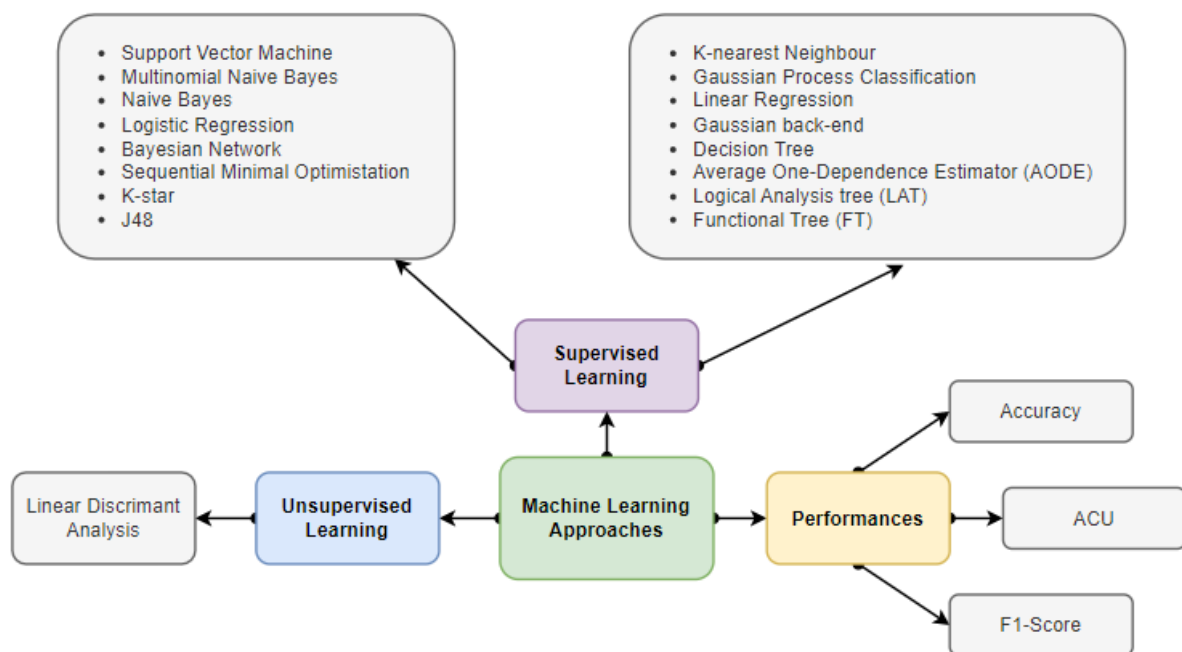 Support Vector Machine
Multinomial Naive Bayes
Naive Bayes
Logistic Regression
Bayesian Network
Sequential Minimal Optimistation
K-star
J48
K-nearest Neighbour
Gaussian Process Classification
Linear Regression
Gaussian back-end
Decision Tree
Average One-Dependence Estimator (AODE)
Logical Analysis tree (LAT)
Functional Tree (FT)
Supervised
Learning
Linear Discrimant
Analysis
Unsupervised
Learning
Machine Learning
Approaches
Performances
Accuracy
ACU
F1-Score